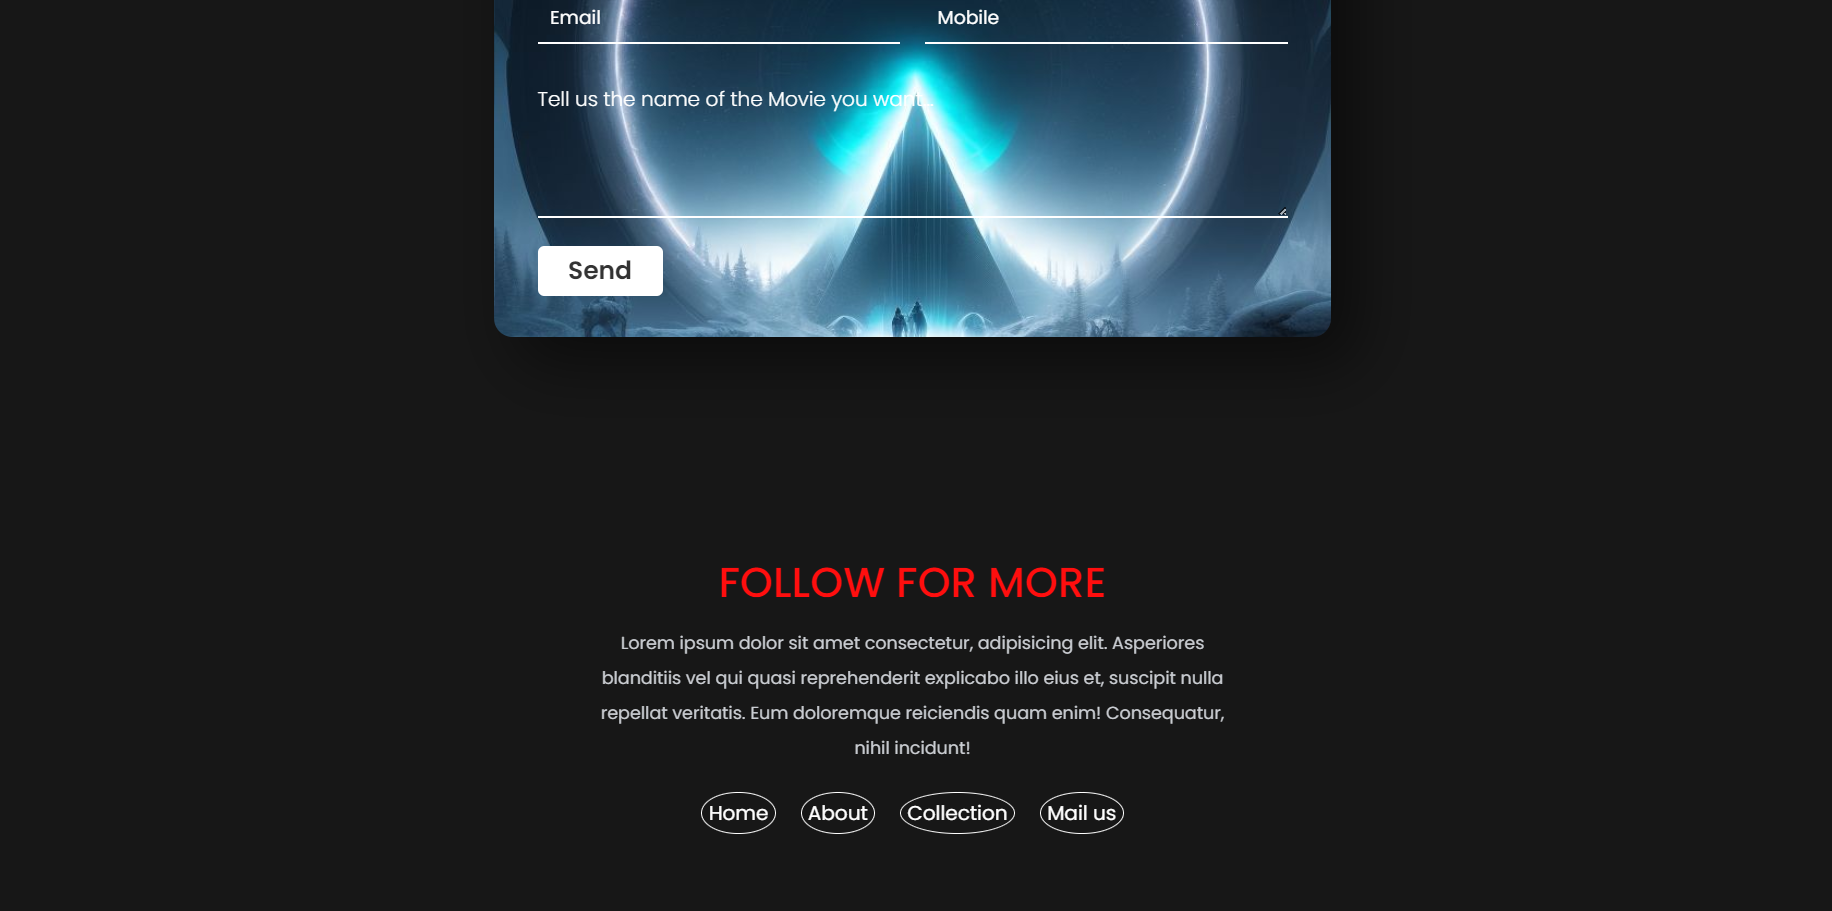 Email Mobile
Tell us the name of the Movie you want...
Send
FOLLOW FOR MORE
Lorem ipsum dolor sit amet consectetur, adipisicing elit. Asperiores
blanditiis vel qui quasi reprehenderit explicabo illo eius et, suscipit nulla
repellat veritatis. Eum doloremque reiciendis quam enim! Consequatur,
nihil incidunt!
Home About Collection Mail us